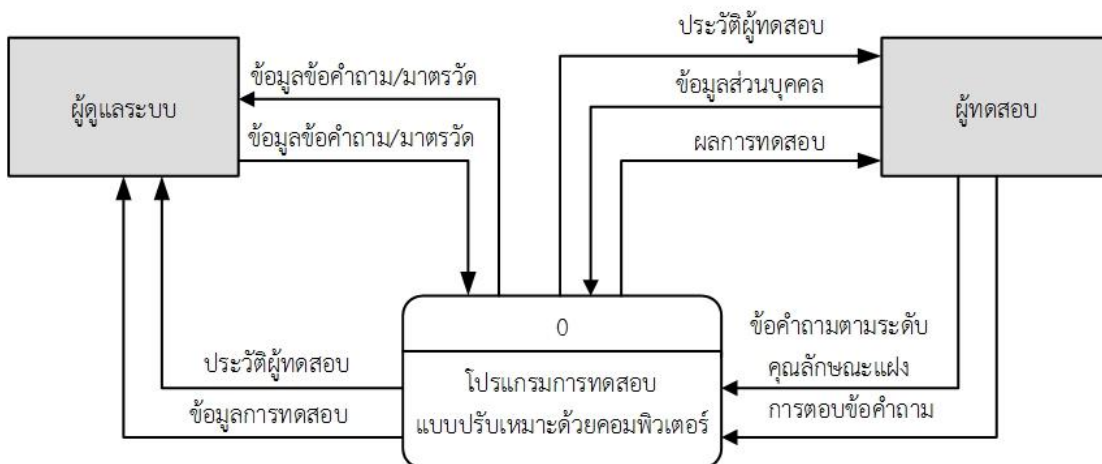 ประวัติผู้ทดสอบ
ข้อมูลข้อคำถาม/มาตรวัด
ข้อมูลส่วนบุคคล
ผู้ดูแลระบบ
ผู้ทดสอบ
ข้อมูลข้อคำถาม/มาตรวัด
ผลการทดสอบ
0
ข้อคำถามตามระดับ
คุณลักษณะแฝง
ประวัติผู้ทดสอบ
โปรแกรมการทดสอบ
แบบปรับเหมาะด้วยคอมพิวเตอร์
ข้อมูลการทดสอบ
การตอบข้อคำถาม